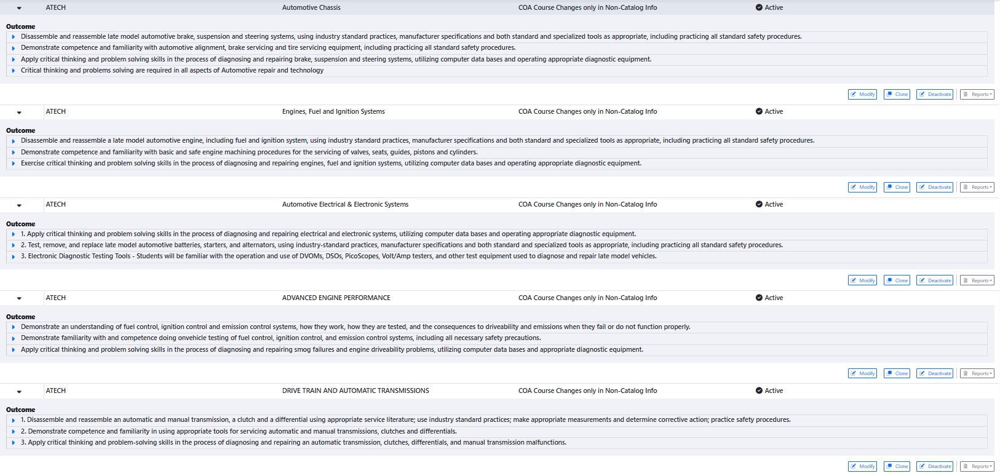 ATECH Automotive Chassis COA Course Changes only in Non-Catalog Info Active
Outcome
Disassemble and reassemble late model automotive brake, suspension and steering systems, using industry standard practices, manufacturer specifications and both standard and specialized tools as appropriate, including practicing all standard safety procedures.
Demonstrate competence and familiarity with automotive alignment, brake servicing and tire servicing equipment, including practicing all standard safety procedures.
Apply critical thinking and problem solving skills in the process of diagnosing and repairing brake, suspension and steering systems, utilizing computer data bases and operating appropriate diagnostic equipment.
Critical thinking and problems solving are required in all aspects of Automotive repair and technology
Modify Clone Deactivate Reports
ATECH Engines, Fuel and Ignition Systems COA Course Changes only in Non-Catalog Info Active
Outcome
Disassemble and reassemble a late model automotive engine, including fuel and ignition system, using industry standard practices, manufacturer specifications and both standard and specialized tools as appropriate, including practicing all standard safety procedures.
Demonstrate competence and familiarity with basic and safe engine machining procedures for the servicing of valves, seats, guides, pistons and cylinders.
Exercise critical thinking and problem solving skills in the process of diagnosing and repairing engines, fuel and ignition systems, utilizing computer data bases and operating appropriate diagnostic equipment.
Modify Clone Deactivate Reports
ATECH Automotive Electrical & Electronic Systems COA Course Changes only in Non-Catalog Info Active
Outcome
1. Apply critical thinking and problem solving skills in the process of diagnosing and repairing electrical and electronic systems, utilizing computer data bases and operating appropriate diagnostic equipment.
2. Test, remove, and replace late model automotive batteries, starters, and alternators, using industry-standard practices, manufacturer specifications and both standard and specialized tools as appropriate, including practicing all standard safety procedures.
3. Electronic Diagnostic Testing Tools - Students will be familiar with the operation and use of DVOMs, DSOs, PicoScopes, Volt/Amp testers, and other test equipment used to diagnose and repair late model vehicles.
Modify Clone Deactivate Reports
ATECH ADVANCED ENGINE PERFORMANCE COA Course Changes only in Non-Catalog Info Active
Outcome
Demonstrate an understanding of fuel control, ignition control and emission control systems, how they work, how they are tested, and the consequences to driveability and emissions when they fail or do not function properly.
Demonstrate familiarity with and competence doing onvehicle testing of fuel control, ignition control, and emission control systems, including all necessary safety precautions.
Apply critical thinking and problem solving skills in the process of diagnosing and repairing smog failures and engine driveability problems, utilizing computer data bases and appropriate diagnostic equipment.
Modify Clone Deactivate Reports
ATECH DRIVE TRAIN AND AUTOMATIC TRANSMISSIONS COA Course Changes only in Non-Catalog Info Active
Outcome
1. Disassemble and reassemble an automatic and manual transmission, a clutch and a differential using appropriate service literature; use industry standard practices; make appropriate measurements and determine corrective action; practice safety procedures.
2. Demonstrate competence and familiarity in using appropriate tools for servicing automatic and manual transmissions, clutches and differentials.
3. Apply critical thinking and problem-solving skills in the process of diagnosing and repairing an automatic transmission, clutches, differentials, and manual transmission malfunctions.
Modify Clone Deactivate Reports